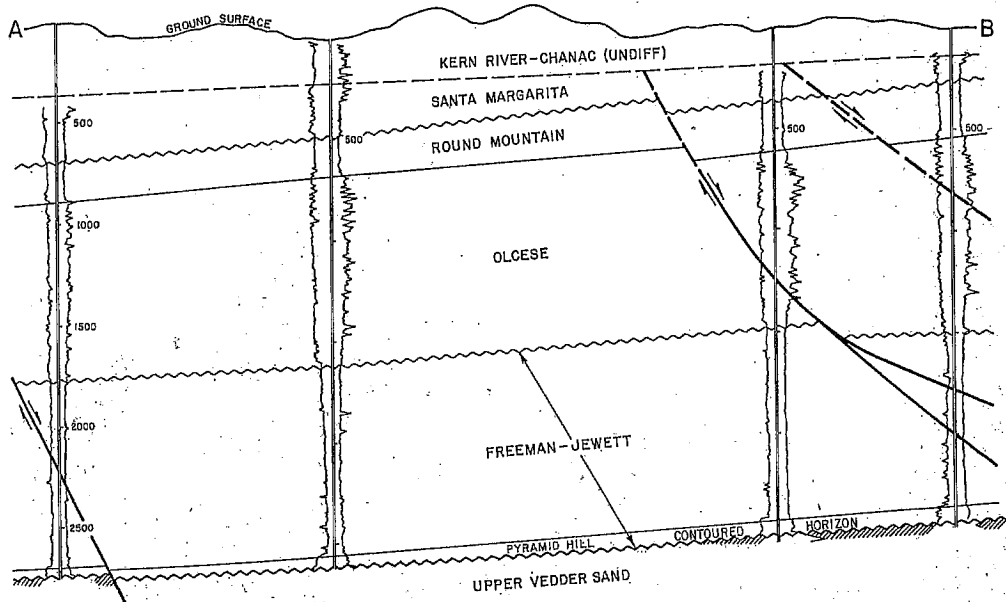 A
GROUND SURFACE
B
KERN RIVER-CHANAC (UNDIFF)
SANTA MARGARITA
500
500
500
500
ROUND MOUNTAIN
1000
OLCESE
1500
2000
FREEMAN-JEWETT
2500
PYRAMID HILL
CONTOURED
HORIZON
UPPER VEDDER SAND